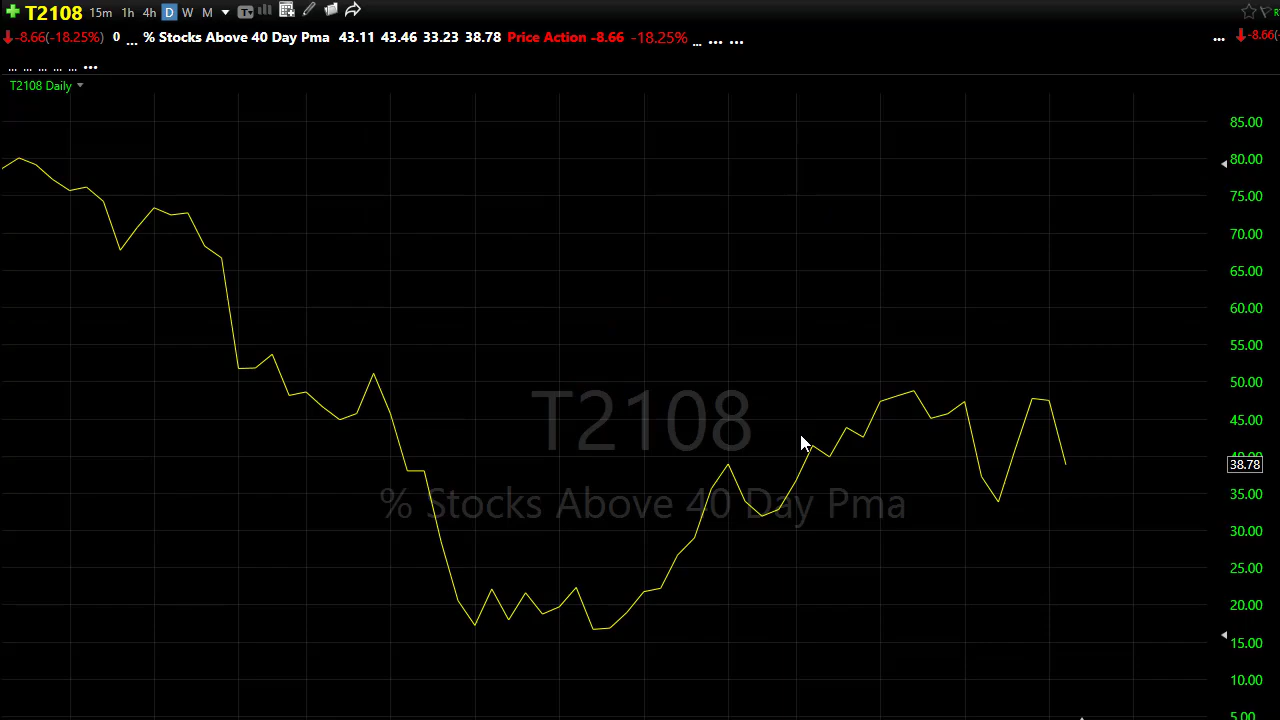 T2108 15m 1h 4h D W M T
-8.66(-18.25%) 0 ... % Stocks Above 40 Day Pma 43.11 43.46 33.23 38.78 Price Action -8.66 -18.25% ... ... ... ... -8.66(-
... ... ... ... ... ...
T2108 Daily
85.00
80.00
75.00
70.00
65.00
60.00
55.00
50.00
45.00
38.78
35.00
30.00
25.00
20.00
15.00
10.00
5.00
T2108
% Stocks Above 40 Day Pma